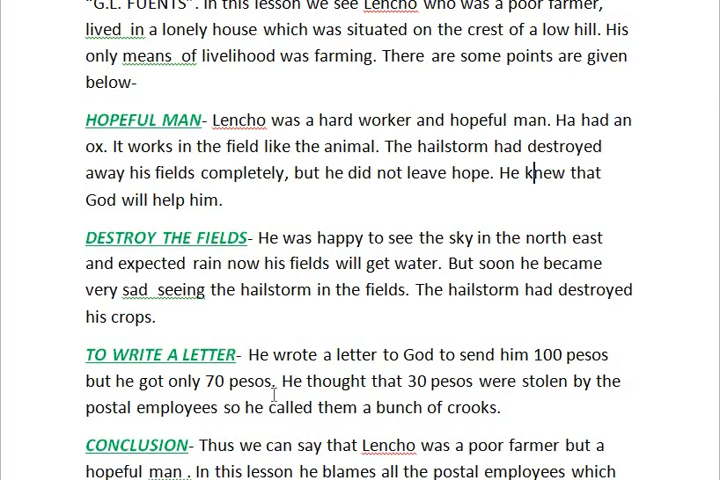 "G.L. FUENTS". In this lesson we see Lencho who was a poor farmer,
lived in a lonely house which was situated on the crest of a low hill. His
only means of livelihood was farming. There are some points are given
below-
HOPEFUL MAN- Lencho was a hard worker and hopeful man. Ha had an
ox. It works in the field like the animal. The hailstorm had destroyed
away his fields completely, but he did not leave hope. He knew that
God will help him.
DESTROY THE FIELDS- He was happy to see the sky in the north east
and expected rain now his fields will get water. But soon he became
very sad seeing the hailstorm in the fields. The hailstorm had destroyed
his crops.
TO WRITE A LETTER- He wrote a letter to God to send him 100 pesos
but he got only 70 pesos. He thought that 30 pesos were stolen by the
postal employees so he called them a bunch of crooks.
CONCLUSION- Thus we can say that Lencho was a poor farmer but a
hopeful man . In this lesson he blames all the postal employees which